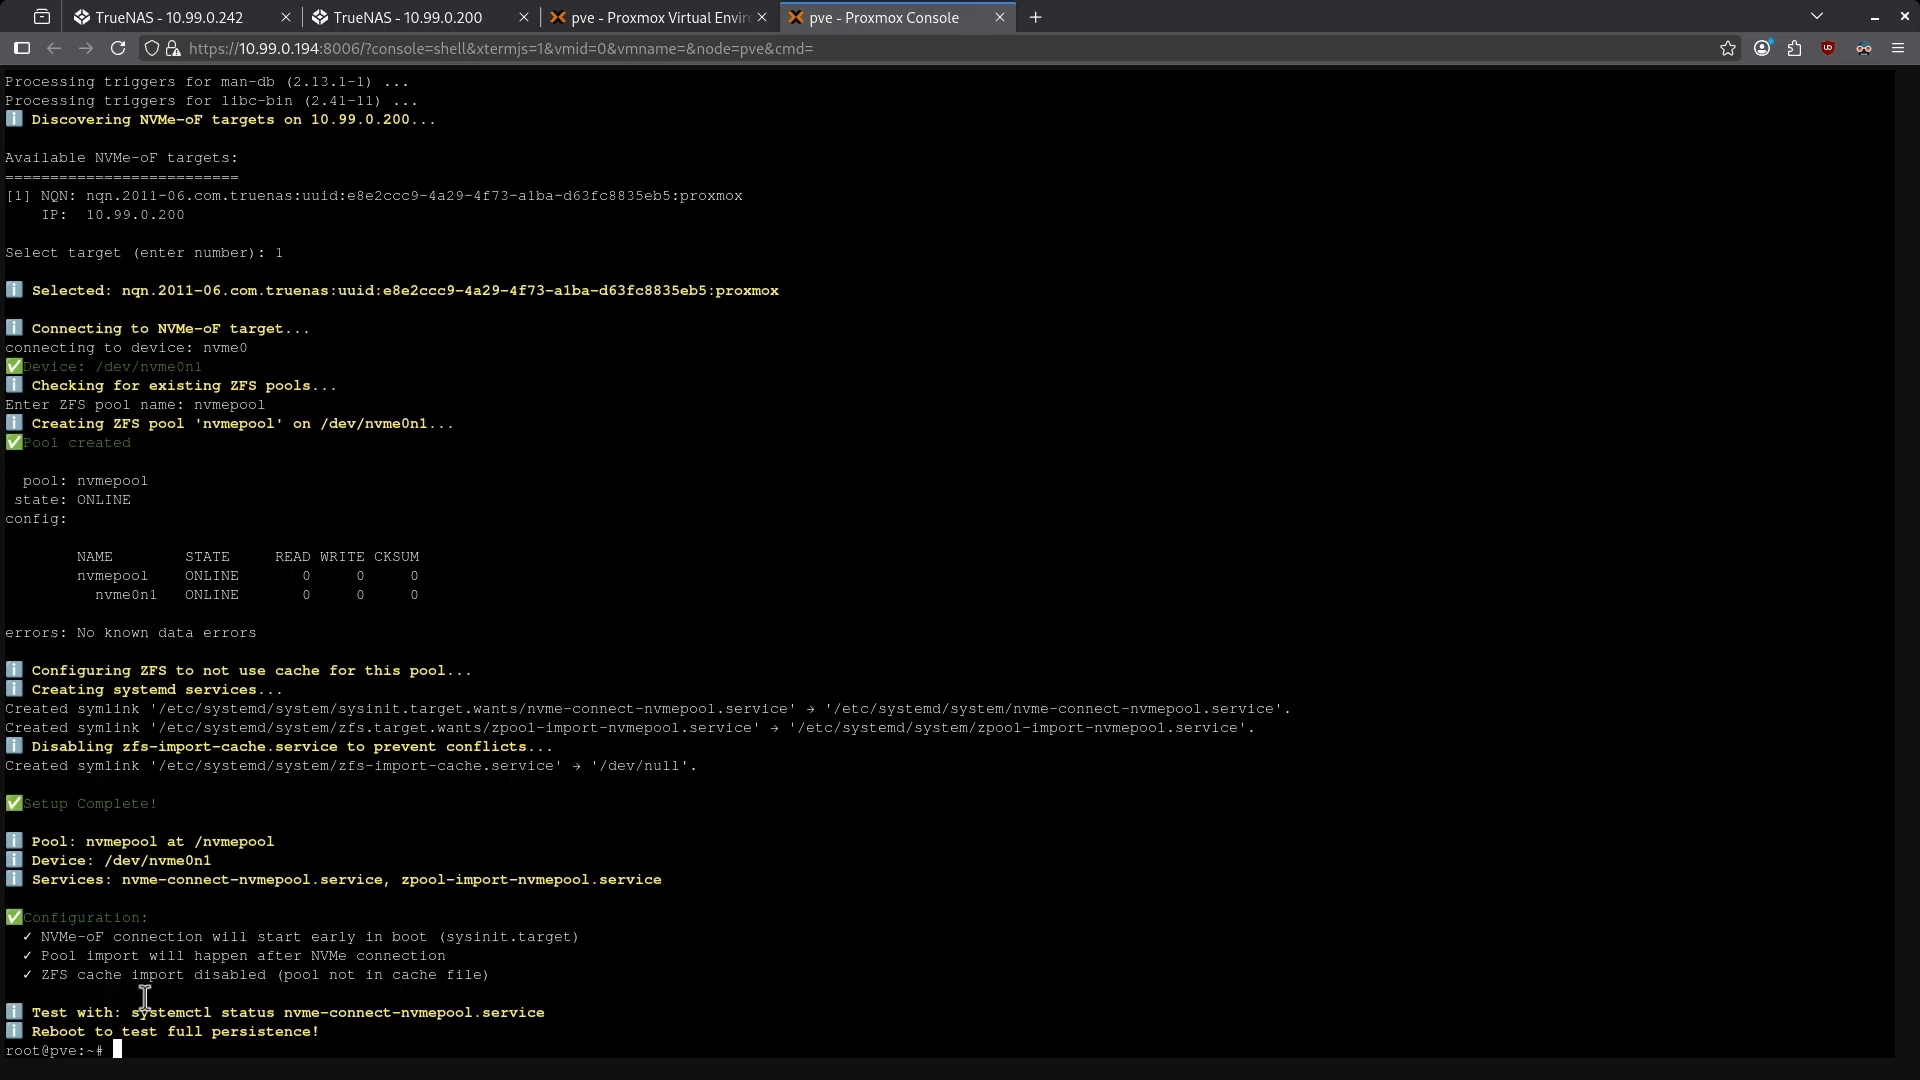 TrueNAS - 10.99.0.242
TrueNAS - 10.99.0.200
pve - Proxmox Virtual Envir
pve - Proxmox Console
https://10.99.0.194:8006/?console=shell&xtermjs=1&vmid=0&vmname=&node=pve&cmd=
Processing triggers for man-db (2.13.1-1) ...
Processing triggers for libc-bin (2.41-11) ...
ℹ️ Discovering NVMe-oF targets on 10.99.0.200...
Available NVMe-oF targets:
==========================
[1] NQN: nqn.2011-06.com.truenas:uuid:e8e2ccc9-4a29-4f73-a1ba-d63fc8835eb5:proxmox
IP: 10.99.0.200
Select target (enter number): 1
ℹ️ Selected: nqn.2011-06.com.truenas:uuid:e8e2ccc9-4a29-4f73-a1ba-d63fc8835eb5:proxmox
ℹ️ Connecting to NVMe-oF target...
connecting to device: nvme0
✅Device: /dev/nvme0n1
ℹ️ Checking for existing ZFS pools...
Enter ZFS pool name: nvmepool
ℹ️ Creating ZFS pool 'nvmepool' on /dev/nvme0n1...
✅Pool created
pool: nvmepool
state: ONLINE
config:
NAME STATE READ WRITE CKSUM
nvmepool ONLINE 0 0 0
nvme0n1 ONLINE 0 0 0
errors: No known data errors
ℹ️ Configuring ZFS to not use cache for this pool...
ℹ️ Creating systemd services...
Created symlink '/etc/systemd/system/sysinit.target.wants/nvme-connect-nvmepool.service' → '/etc/systemd/system/nvme-connect-nvmepool.service'.
Created symlink '/etc/systemd/system/zfs.target.wants/zpool-import-nvmepool.service' → '/etc/systemd/system/zpool-import-nvmepool.service'.
ℹ️ Disabling zfs-import-cache.service to prevent conflicts...
Created symlink '/etc/systemd/system/zfs-import-cache.service' → '/dev/null'.
✅Setup Complete!
ℹ️ Pool: nvmepool at /nvmepool
ℹ️ Device: /dev/nvme0n1
ℹ️ Services: nvme-connect-nvmepool.service, zpool-import-nvmepool.service
✅Configuration:
✓ NVMe-oF connection will start early in boot (sysinit.target)
✓ Pool import will happen after NVMe connection
✓ ZFS cache import disabled (pool not in cache file)
ℹ️ Test with: systemctl status nvme-connect-nvmepool.service
ℹ️ Reboot to test full persistence!
root@pve:~#